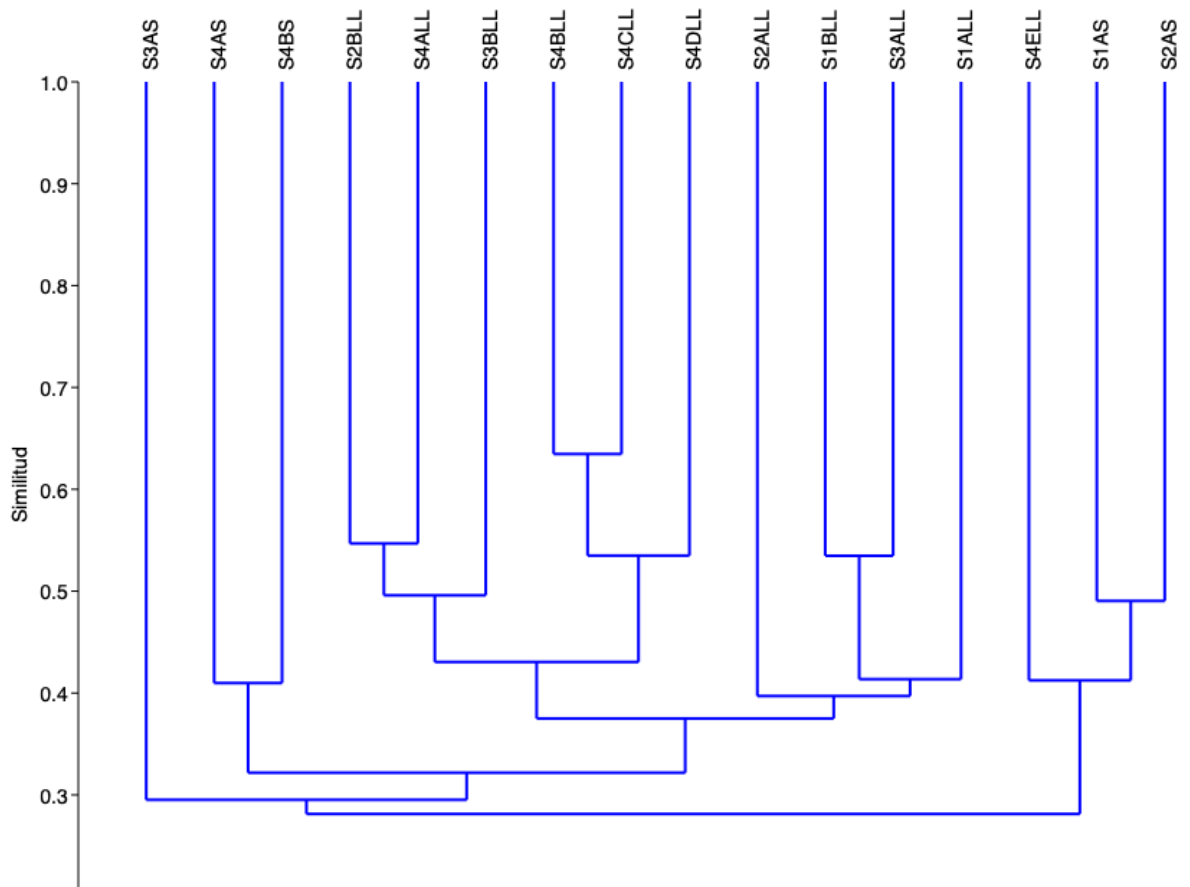 S3AS
S4AS
S4BS
S2BLL
S4ALL
S3BLL
S4BLL
S4CLL
S4DLL
S2ALL
S1BLL
S3ALL
S1ALL
S4ELL
S1AS
S2AS
1.0
0.9
0.8
0.7
0.6
0.5
0.4
0.3
Similitud